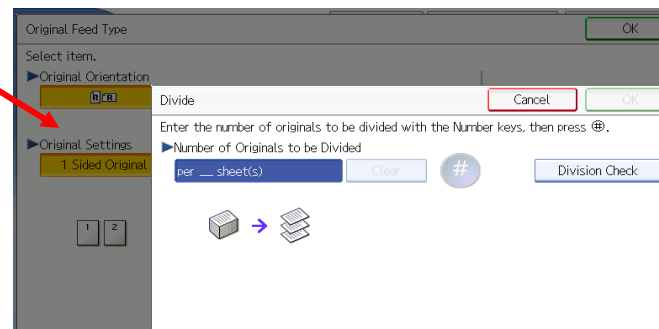 Original Feed Type
OK
Select item.
►Original Orientation
R R
Divide
Cancel
OK
Enter the number of originals to be divided with the Number keys, then press #.
►Original Settings
►Number of Originals to be Divided
1 Sided Original
per __ sheet(s)
Clear
#
Division Check
1 2